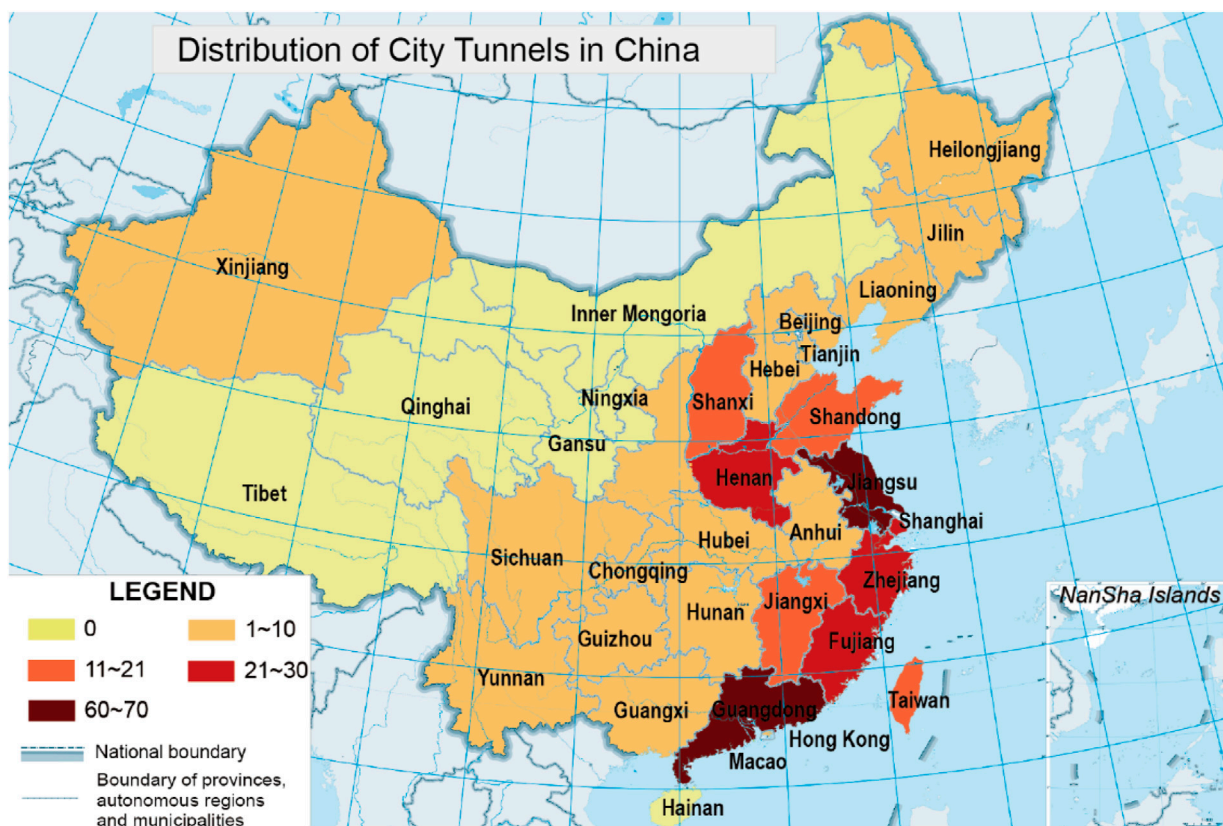 Distribution of City Tunnels in China
Heilongjiang
Jilin
Xinjiang
Liaoning
Inner Mongoria
Beijing
Tianjin
Hebei
Ningxia
Qinghai
Shanxi
Shandong
Gansu
Henan
Tibet
Jiangsu
Shanghai
Anhui
Hubei
Sichuan
Chongqing
Zhejiang
LEGEND
NanSha Islands
Jiangxi
Hunan
0
1~10
Guizhou
Fujiang
11~21
21~30
Yunnan
Taiwan
60~70
Guangxi
Guangdong
Hong Kong
National boundary
Macao
Boundary of provinces,
autonomous regions
and municipalities
Hainan